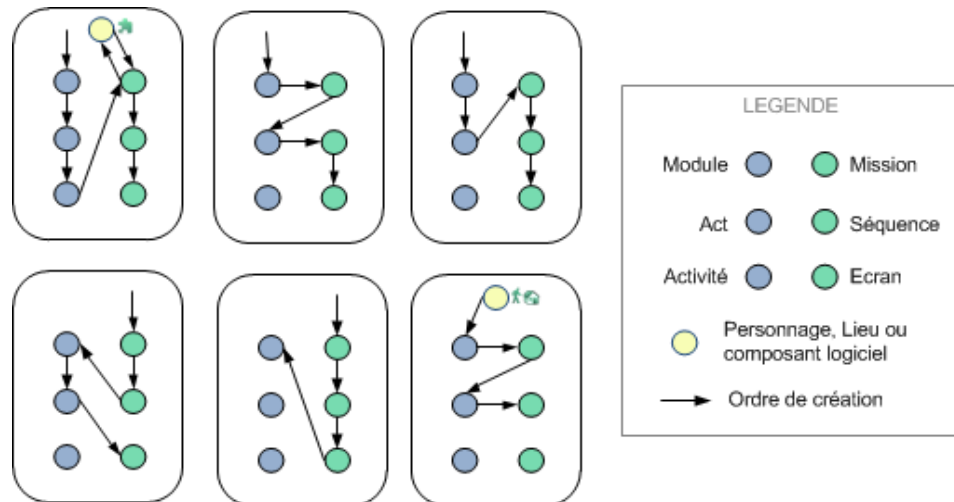 LEGENDE
Module Mission
Act Séquence
Activité Ecran
Personnage, Lieu ou
composant logiciel
Ordre de création